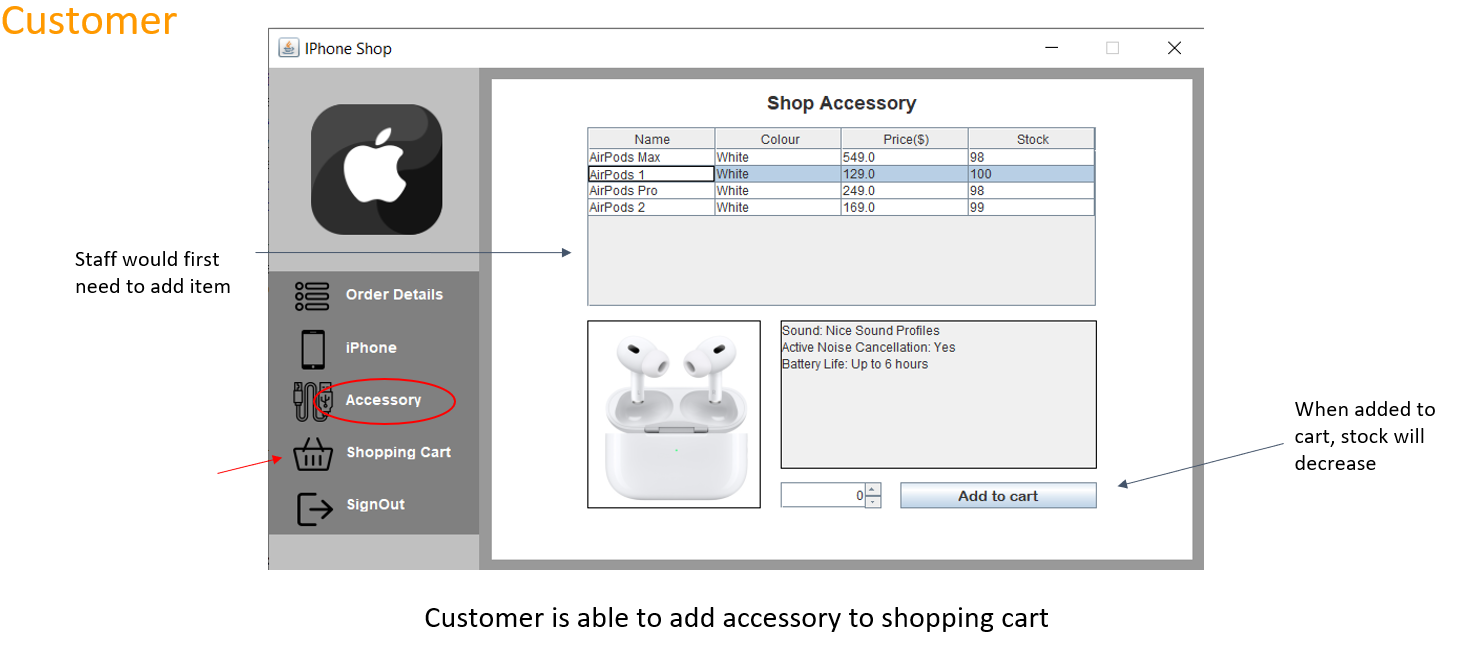 Customer
IPhone Shop
Shop Accessory
Name Colour Price($) Stock
AirPods Max White 549.0 98
AirPods 1 White 129.0 100
AirPods Pro White 249.0 98
AirPods 2 White 169.0 99
Staff would first
need to add item
Order Details
iPhone
Accessory
Shopping Cart
SignOut
Sound: Nice Sound Profiles
Active Noise Cancellation: Yes
Battery Life: Up to 6 hours
0
Add to cart
When added to
cart, stock will
decrease
Customer is able to add accessory to shopping cart